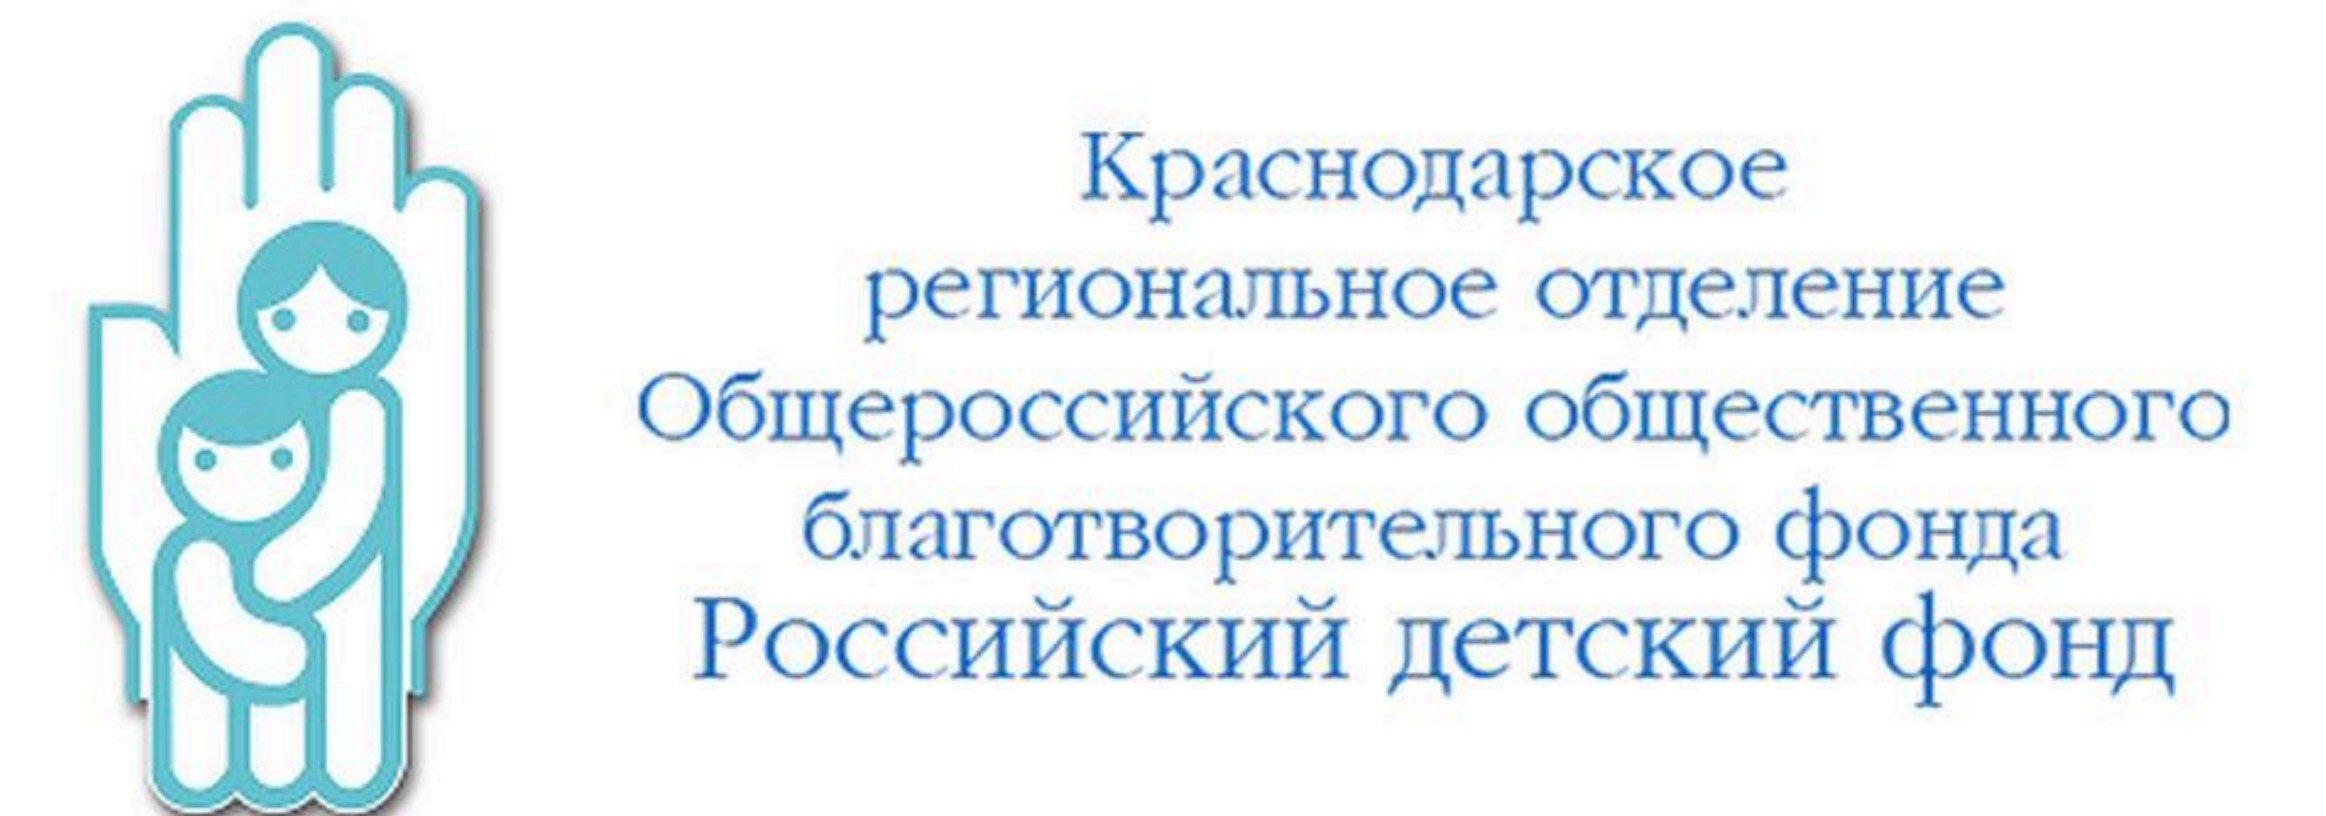 Краснодарское
региональное отделение
Общероссийского общественного
благотворительного фонда
Российский детский фонд